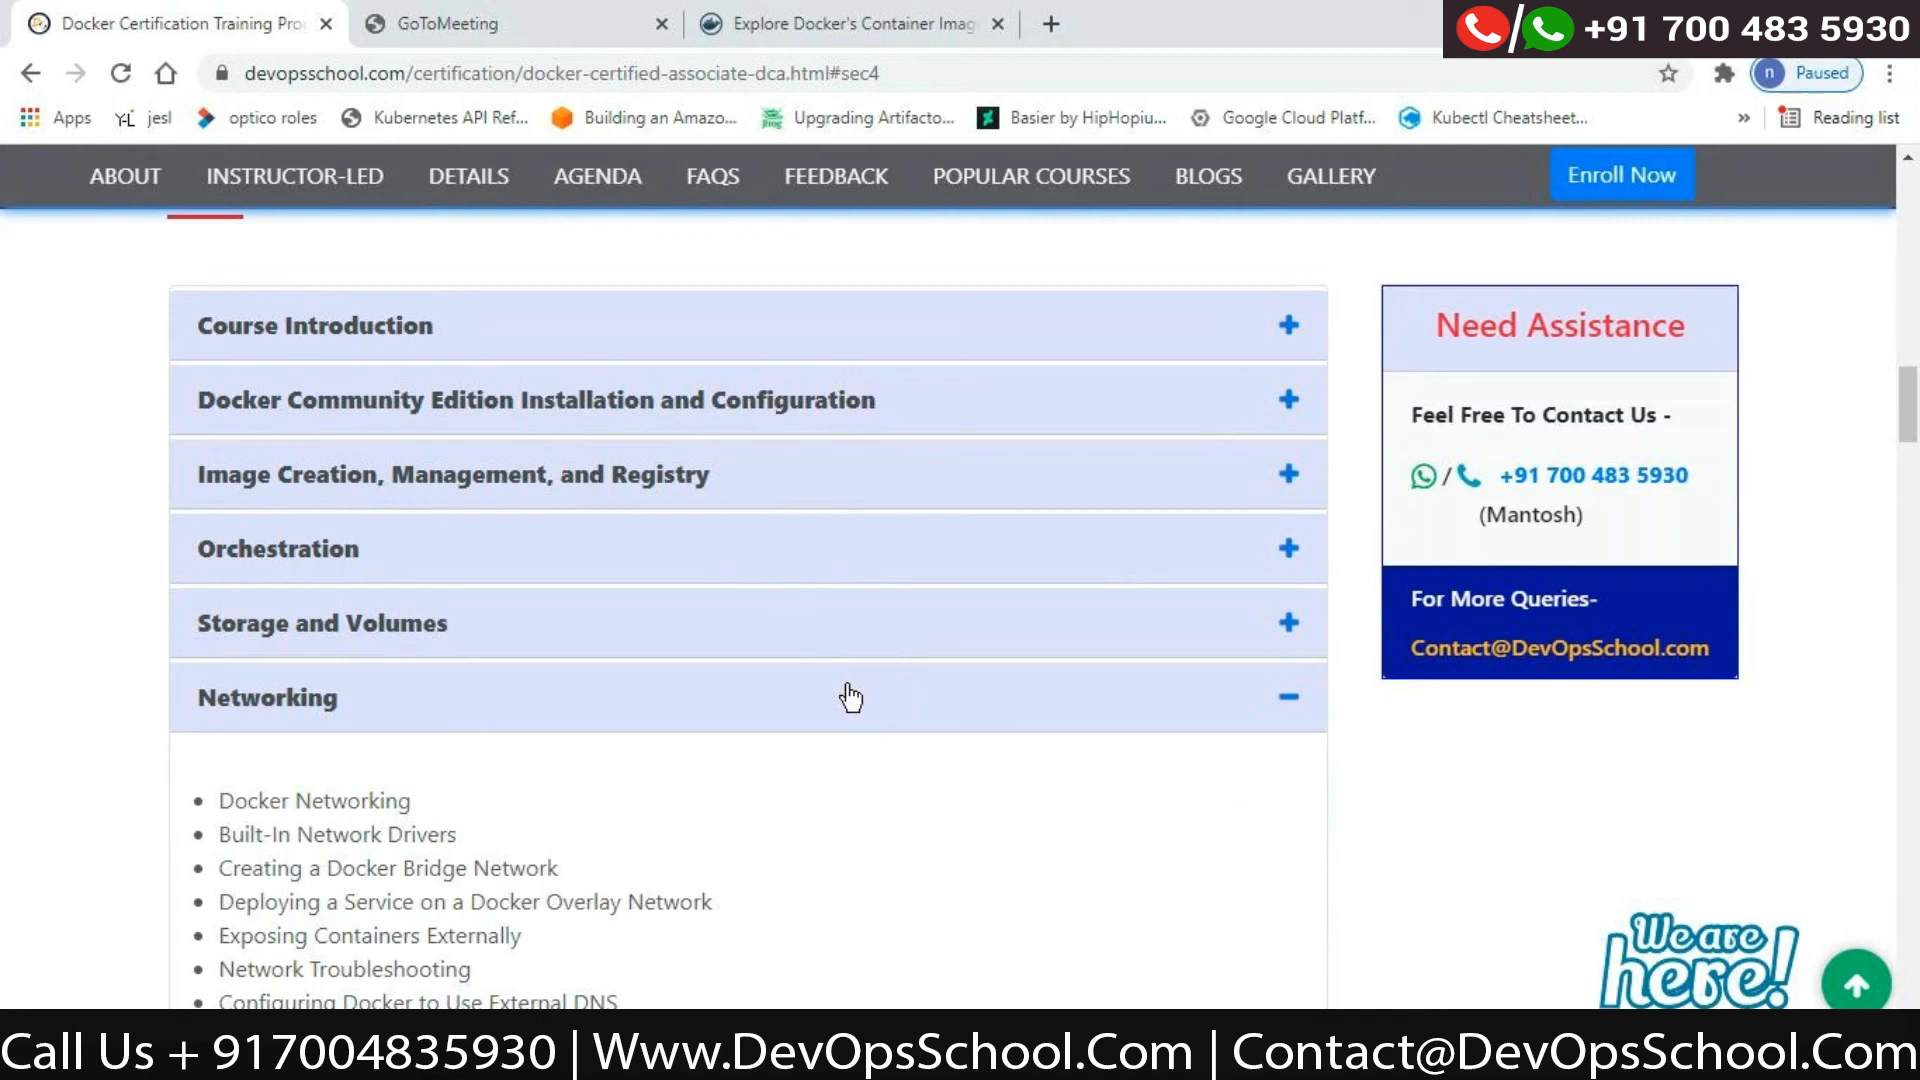 Docker Certification Training Pro
GoToMeeting
Explore Docker's Container Imag
+91 700 483 5930
devopsschool.com/certification/docker-certified-associate-dca.html#sec4
n Paused
Apps
YL jesl
optico roles
Kubernetes API Ref...
Building an Amazo...
Upgrading Artifacto...
Basier by HipHopiu...
Google Cloud Platf...
Kubectl Cheatsheet...
»
Reading list
ABOUT INSTRUCTOR-LED DETAILS AGENDA FAQS FEEDBACK POPULAR COURSES BLOGS GALLERY Enroll Now
Course Introduction
Docker Community Edition Installation and Configuration
Image Creation, Management, and Registry
Orchestration
Storage and Volumes
Networking
• Docker Networking
• Built-In Network Drivers
• Creating a Docker Bridge Network
• Deploying a Service on a Docker Overlay Network
• Exposing Containers Externally
• Network Troubleshooting
• Configuring Docker to Use External DNS
Need Assistance
Feel Free To Contact Us -
/ +91 700 483 5930
(Mantosh)
For More Queries-
Contact@DevOpsSchool.com
We are
here!
Call Us + 917004835930 | Www.DevOpsSchool.Com | Contact@DevOpsSchool.Com